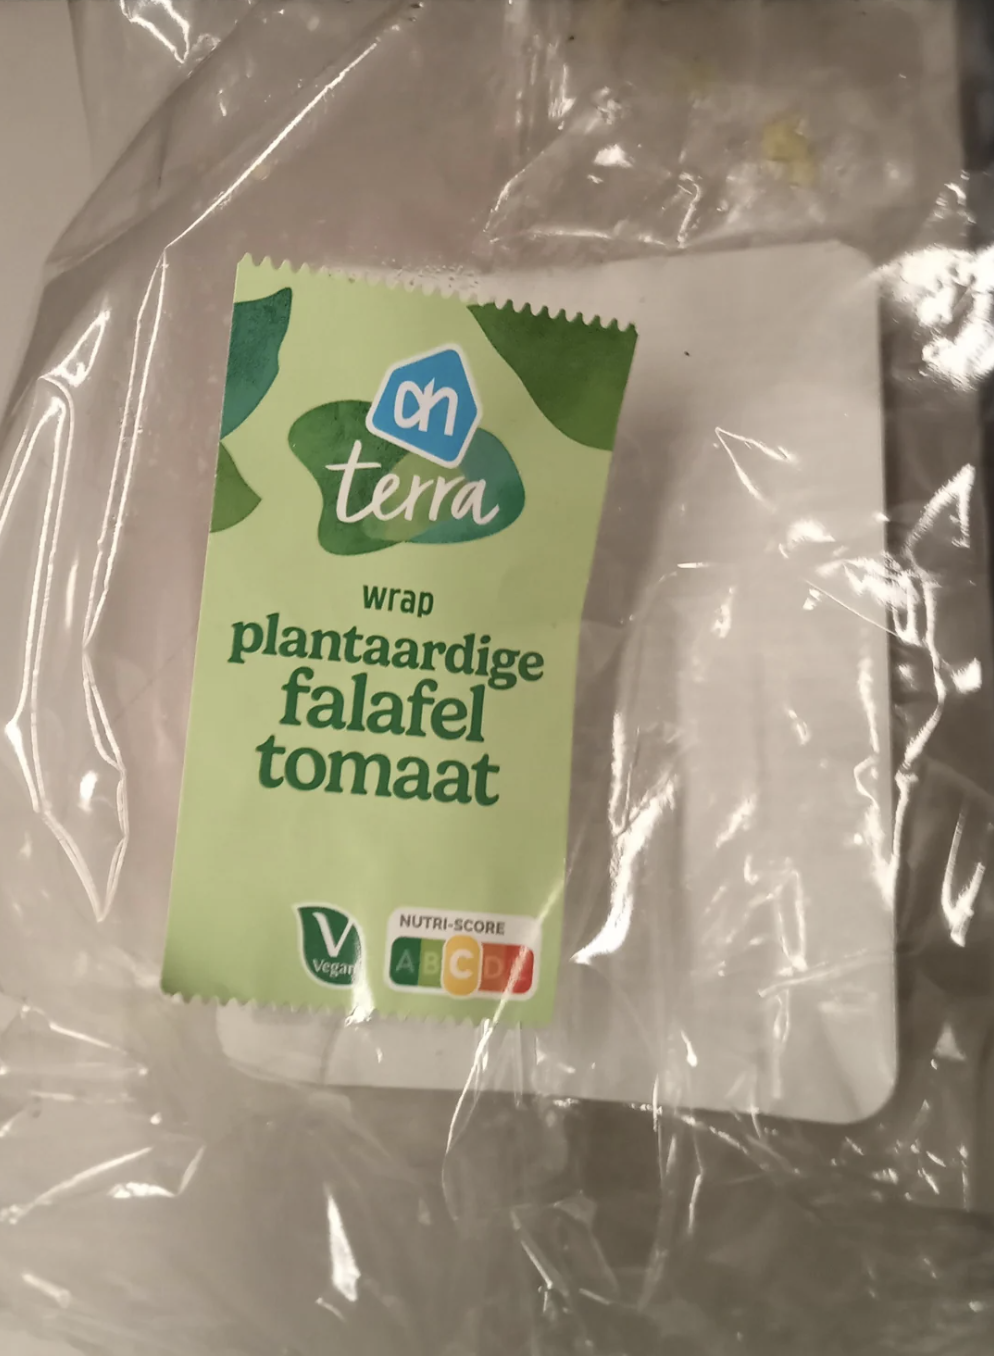 ah
terra
wrap
plantaardige
falafel
tomaat
V
Vegan
NUTRI-SCORE
A B C D